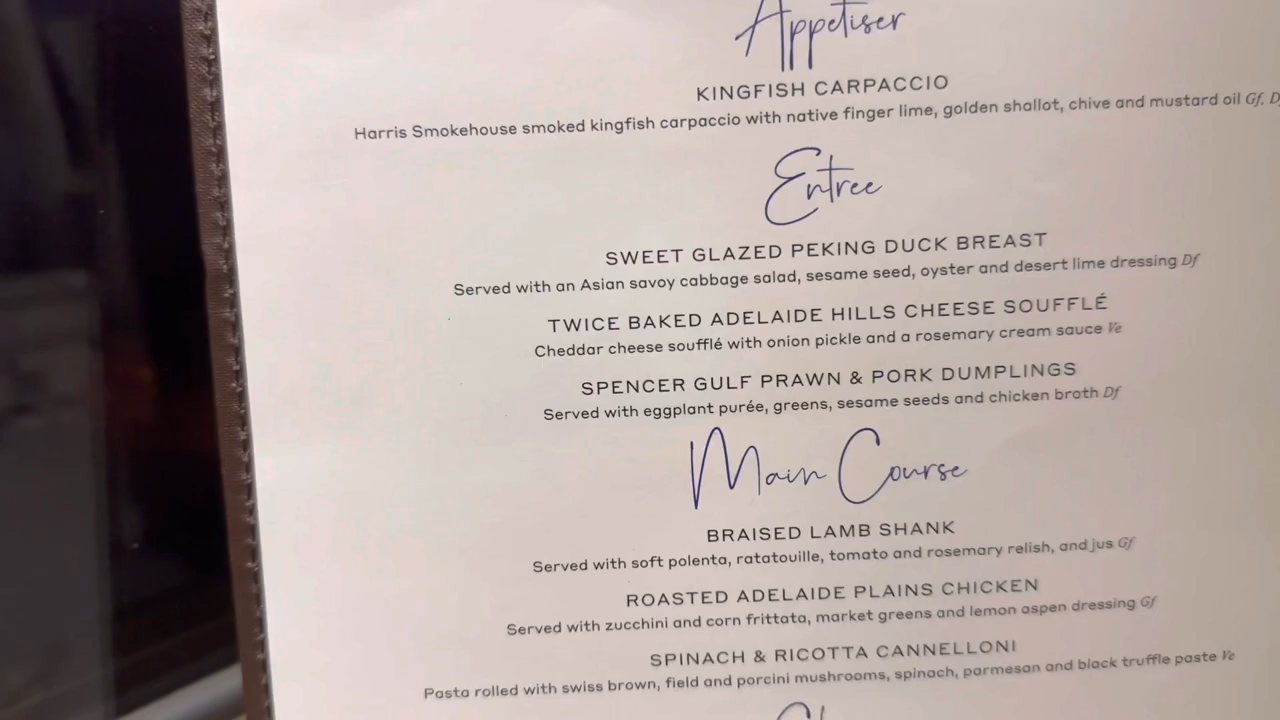 Appetiser
KINGFISH CARPACCIO
Harris Smokehouse smoked kingfish carpaccio with native finger lime, golden shallot, chive and mustard oil Gf, D
Entree
SWEET GLAZED PEKING DUCK BREAST
Served with an Asian savoy cabbage salad, sesame seed, oyster and desert lime dressing Df
TWICE BAKED ADELAIDE HILLS CHEESE SOUFFLÉ
Cheddar cheese soufflé with onion pickle and a rosemary cream sauce Ve
SPENCER GULF PRAWN & PORK DUMPLINGS
Served with eggplant purée, greens, sesame seeds and chicken broth Df
Main Course
BRAISED LAMB SHANK
Served with soft polenta, ratatouille, tomato and rosemary relish, and jus Gf
ROASTED ADELAIDE PLAINS CHICKEN
Served with zucchini and corn frittata, market greens and lemon aspen dressing Gf
SPINACH & RICOTTA CANNELLONI
Pasta rolled with swiss brown, field and porcini mushrooms, spinach, parmesan and black truffle paste Ve